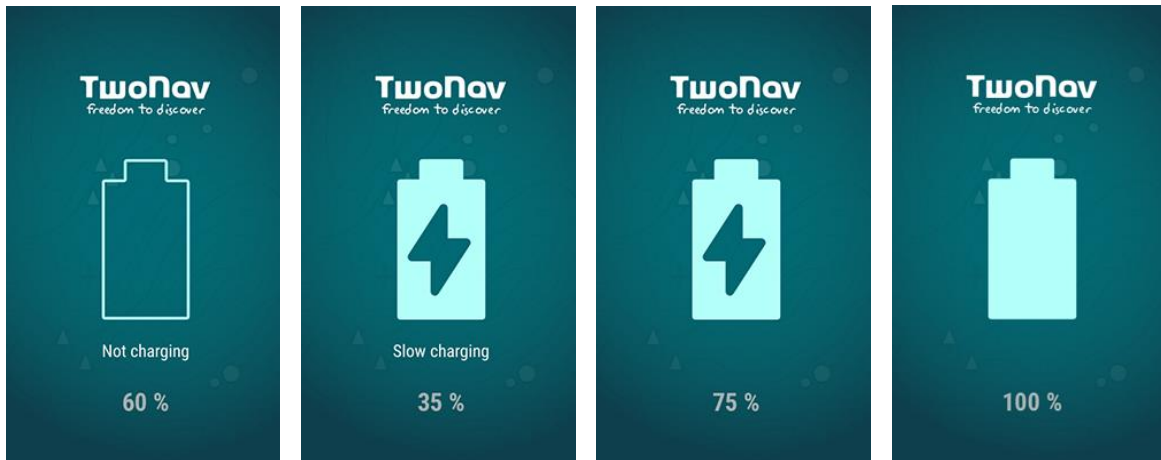 TwoNav
freedom to discover
Not charging
60 %
TwoNav
freedom to discover
Slow charging
35 %
TwoNav
freedom to discover
75 %
TwoNav
freedom to discover
100 %